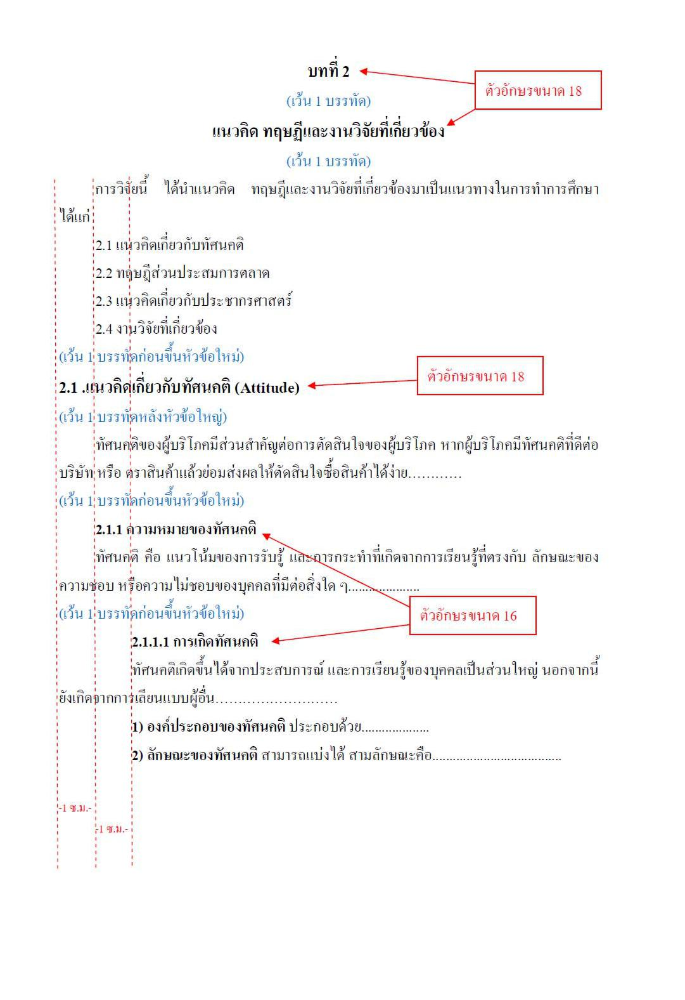 บทที่ 2
ตัวอักษรขนาด 18
(เว้น 1 บรรทัด)
แนวคิด ทฤษฎีและงานวิจัยที่เกี่ยวข้อง
(เว้น 1 บรรทัด)
การวิจัยนี้ ได้นำแนวคิด ทฤษฎีและงานวิจัยที่เกี่ยวข้องมาเป็นแนวทางในการทำการศึกษา
ได้แก่
2.1 แนวคิดเกี่ยวกับทัศนคติ
2.2 ทฤษฎีส่วนประสมการตลาด
2.3 แนวคิดเกี่ยวกับประชากรศาสตร์
2.4 งานวิจัยที่เกี่ยวข้อง
(เว้น 1 บรรทัดก่อนขึ้นหัวข้อใหม่)
ตัวอักษรขนาด 18
2.1 .แนวคิดเกี่ยวกับทัศนคติ (Attitude)
(เว้น 1 บรรทัดหลังหัวข้อใหญ่)
ทัศนคติของผู้บริโภคมีส่วนสำคัญต่อการตัดสินใจของผู้บริโภค หากผู้บริโภคมีทัศนคติที่ดีต่อ
บริษัท หรือ ตราสินค้าแล้วย่อมส่งผลให้ตัดสินใจซื้อสินค้าได้ง่าย…………
(เว้น 1 บรรทัดก่อนขึ้นหัวข้อใหม่)
2.1.1 ความหมายของทัศนคติ
ทัศนคติ คือ แนวโน้มของการรับรู้ และการกระทำที่เกิดจากการเรียนรู้ที่ตรงกับ ลักษณะของ
ความชอบ หรือความไม่ชอบของบุคคลที่มีต่อสิ่งใด ๆ...................
(เว้น 1 บรรทัดก่อนขึ้นหัวข้อใหม่)
ตัวอักษรขนาด 16
2.1.1.1 การเกิดทัศนคติ
ทัศนคติเกิดขึ้นได้จากประสบการณ์ และการเรียนรู้ของบุคคลเป็นส่วนใหญ่ นอกจากนี้
ยังเกิดจากการเลียนแบบผู้อื่น………………………
1) องค์ประกอบของทัศนคติ ประกอบด้วย...................
2) ลักษณะของทัศนคติ สามารถแบ่งได้ สามลักษณะคือ......................................
-1 ซ.ม.-
-1 ซ.ม.-